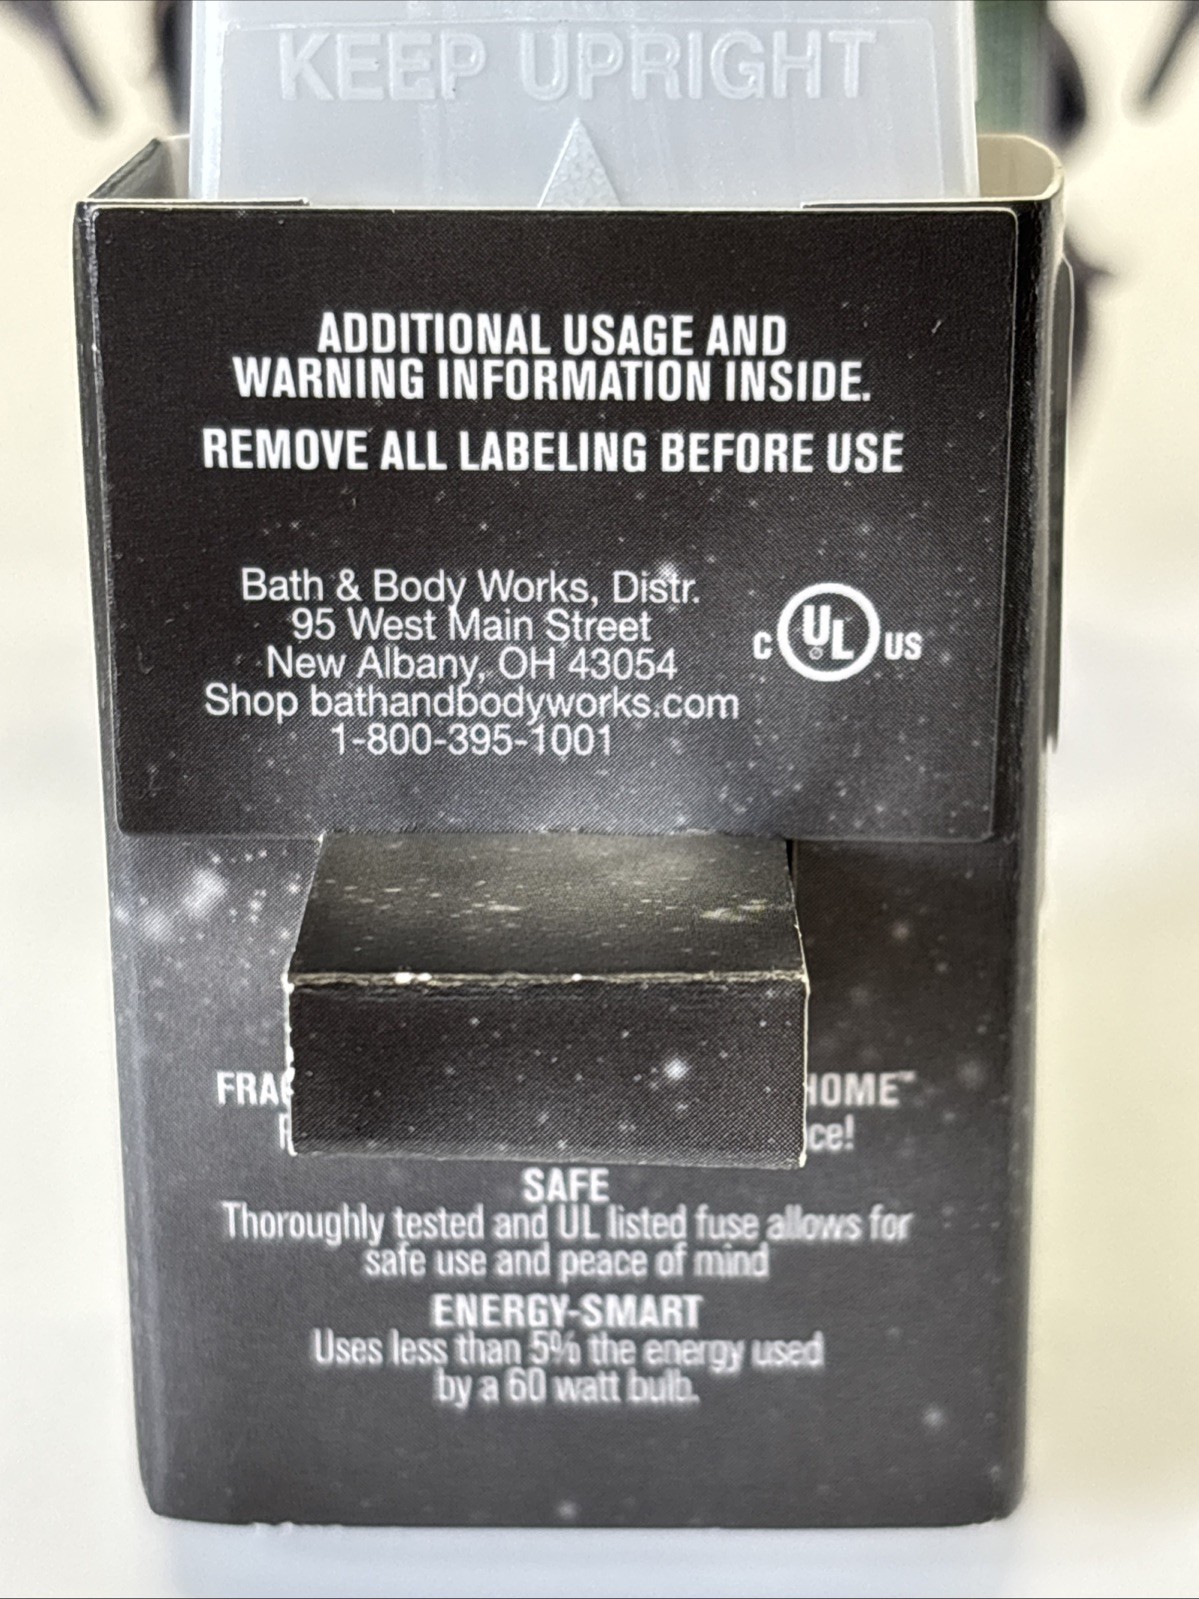 KEEP UPRIGHT
ADDITIONAL USAGE AND
WARNING INFORMATION INSIDE.
REMOVE ALL LABELING BEFORE USE
Bath & Body Works, Distr.
95 West Main Street
New Albany, OH 43054
Shop bathandbodyworks.com
1-800-395-1001
C UL US
HOME™
SAFE
Thoroughly tested and UL listed fuse allows for
safe use and peace of mind
ENERGY-SMART
Uses less than 5% the energy used
by a 60 watt bulb.